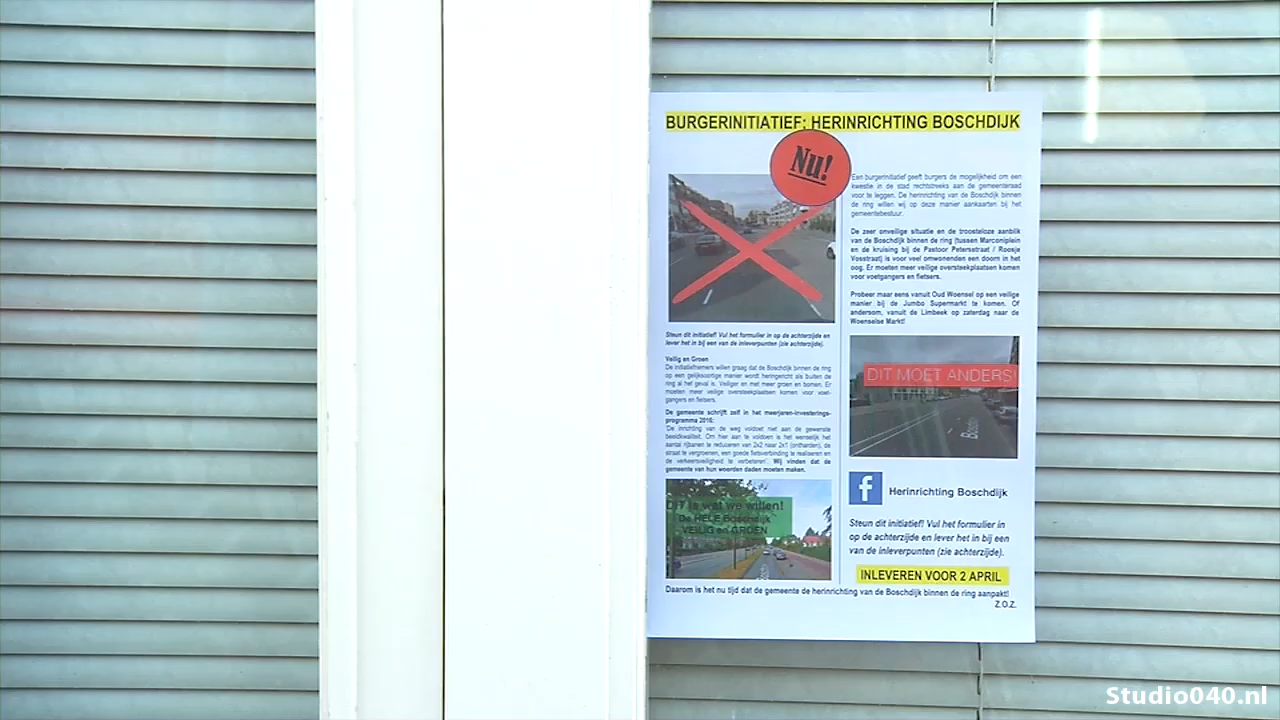 BURGERINITIATIEF: HERINRICHTING BOSCHDIJK
Nu!
Een burgerinitiatief geeft burgers de mogelijkheid om een
kwestie in de stad rechtstreeks aan de gemeenteraad
voor te leggen. De herinrichting van de Boschdijk binnen
de ring willen wij op deze manier aankaarten bij het
gemeentebestuur.
De zeer onveilige situatie en de troosteloze aanblik
van de Boschdijk binnen de ring (tussen Marconiplein
en de kruising bij de Pastoor Petersstraat / Roosje
Vosstraat) is voor veel omwonenden een doorn in het
oog. Er moeten meer veilige oversteekplaatsen komen
voor voetgangers en fietsers.
Probeer maar eens vanuit Oud Woensel op een veilige
manier bij de Jumbo Supermarkt te komen. Of
andersom, vanuit de Limbeek op zaterdag naar de
Woenselse Markt!
Steun dit initiatief! Vul het formulier in op de achterzijde en
lever het in bij een van de inleverpunten (zie achterzijde).
Veilig en Groen
De initiatiefnemers willen graag dat de Boschdijk binnen de ring
op een gelijksoortige manier wordt heringericht als buiten de
ring al het geval is. Veiliger en met meer groen en bomen. Er
moeten meer veilige oversteekplaatsen komen voor voet-
gangers en fietsers.
De gemeente schrijft zelf in het meerjaren-investerings-
programma 2016:
'De inrichting van de weg voldoet niet aan de gewenste
beeldkwaliteit. Om hier aan te voldoen is het wenselijk het
aantal rijbanen te reduceren van 2x2 naar 2x1 (ontharden), de
straat te vergroenen, een goede fietsverbinding te realiseren en
de verkeersveiligheid te verbeteren'. Wij vinden dat de
gemeente van hun woorden daden moeten maken.
DIT MOET ANDERS!
DIT is wat we willen!
De HELE Boschdijk
VEILIG en GROEN
f Herinrichting Boschdijk
Steun dit initiatief! Vul het formulier in
op de achterzijde en lever het in bij een
van de inleverpunten (zie achterzijde).
INLEVEREN VOOR 2 APRIL
Daarom is het nu tijd dat de gemeente de herinrichting van de Boschdijk binnen de ring aanpakt!
Z.O.Z.
Studio040.nl